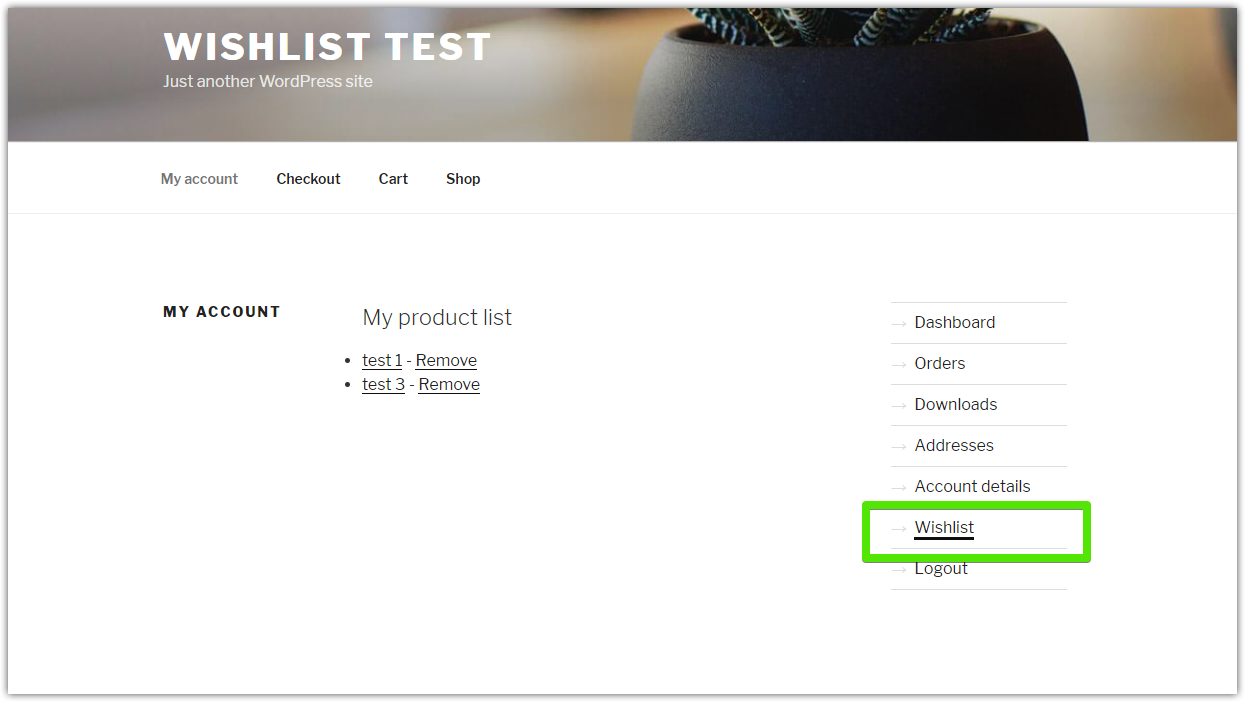 WISHLIST TEST
Just another WordPress site
My account Checkout Cart Shop
MY ACCOUNT
My product list
test 1 - Remove
test 3 - Remove
Dashboard
Orders
Downloads
Addresses
Account details
Wishlist
Logout